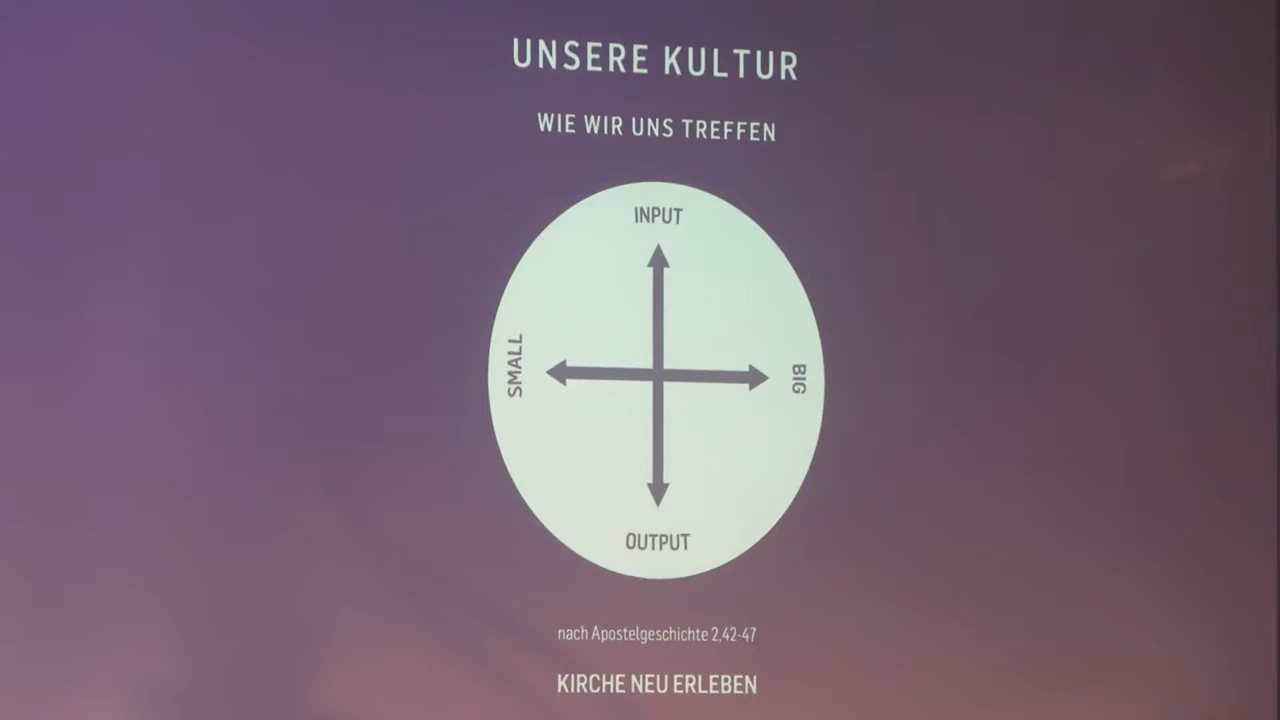 UNSERE KULTUR
WIE WIR UNS TREFFEN
INPUT
SMALL
BIG
OUTPUT
nach Apostelgeschichte 2,42-47
KIRCHE NEU ERLEBEN